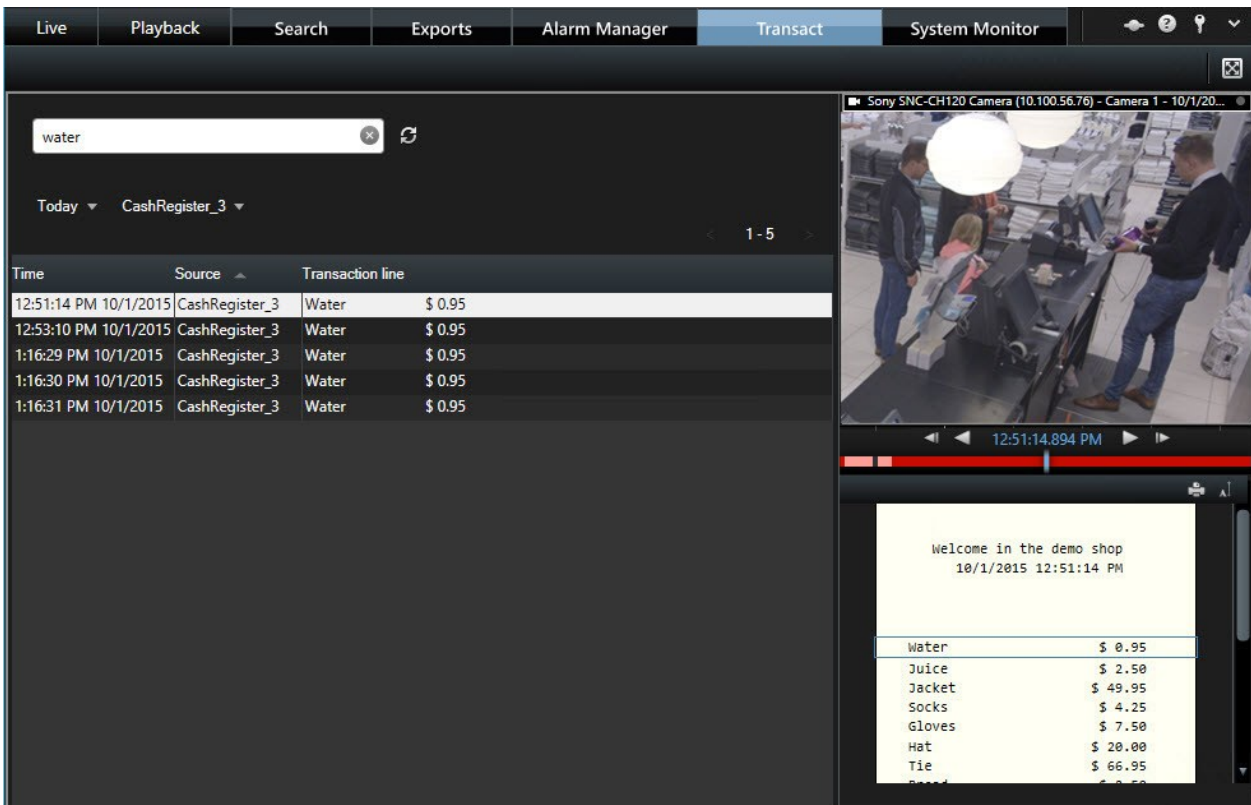 Live Playback Search Exports Alarm Manager Transact System Monitor
Sony SNC-CH120 Camera (10.100.56.76) - Camera 1 - 10/1/20...
water
Today CashRegister_3
< 1 - 5 >
Time Source Transaction line
12:51:14 PM 10/1/2015 CashRegister_3 Water $ 0.95
12:53:10 PM 10/1/2015 CashRegister_3 Water $ 0.95
1:16:29 PM 10/1/2015 CashRegister_3 Water $ 0.95
1:16:30 PM 10/1/2015 CashRegister_3 Water $ 0.95
1:16:31 PM 10/1/2015 CashRegister_3 Water $ 0.95
12:51:14.894 PM
Welcome in the demo shop
10/1/2015 12:51:14 PM
Water $ 0.95
Juice $ 2.50
Jacket $ 49.95
Socks $ 4.25
Gloves $ 7.50
Hat $ 20.00
Tie $ 66.95